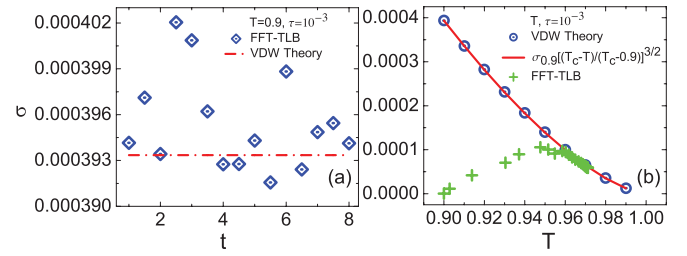 0.000402
0.000399
0.000396
0.000393
0.000390
σ
T=0.9, τ=10⁻³
FFT-TLB
VDW Theory
(a)
2 4 6 8
t
0.0004
0.0003
0.0002
0.0001
0.0000
T, τ=10⁻³
VDW Theory
σ₀.₉[(T_C-T)/(T_C-0.9)]^3/2
FFT-TLB
(b)
0.90 0.92 0.94 0.96 0.98 1.00
T